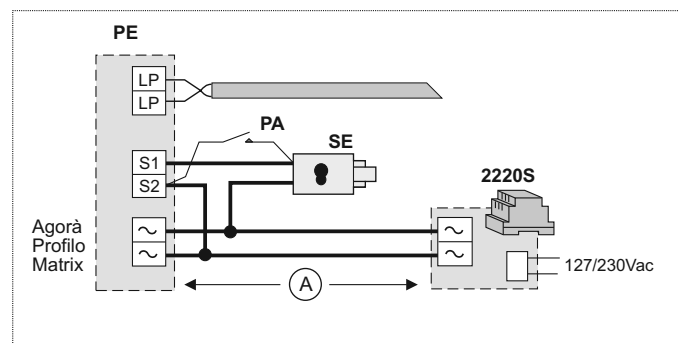 PE
LP
LP
PA
SE
S1
S2
2220S
Agorà
Profilo
Matrix
~
~
~
~
127/230Vac
A